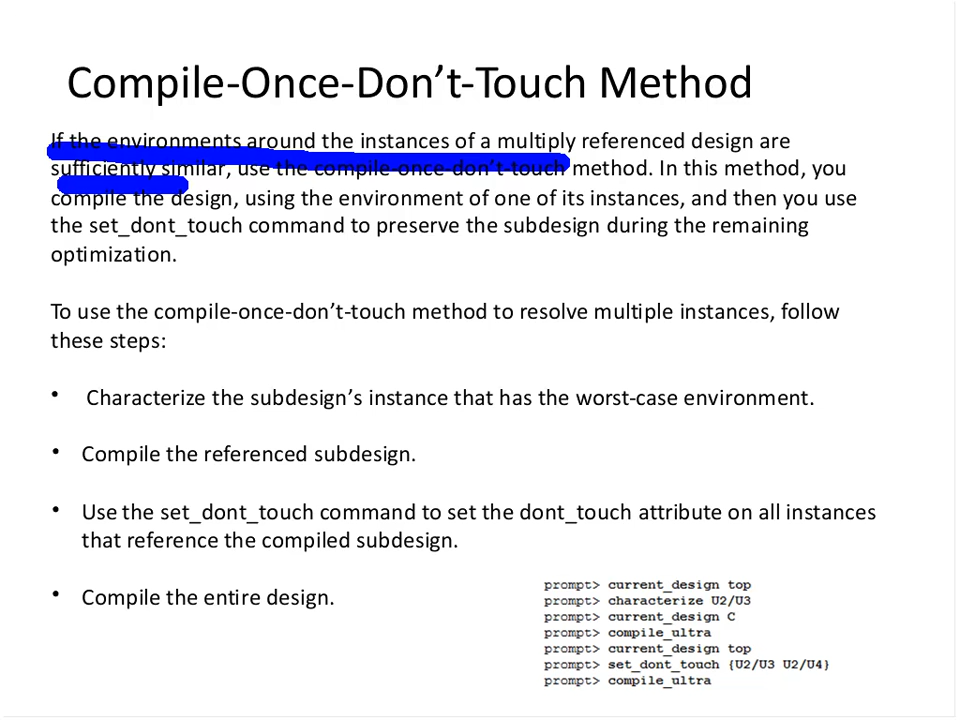 Compile-Once-Don’t-Touch Method
If the environments around the instances of a multiply referenced design are
sufficiently similar, use the compile-once-don’t-touch method. In this method, you
compile the design, using the environment of one of its instances, and then you use
the set_dont_touch command to preserve the subdesign during the remaining
optimization.
To use the compile-once-don’t-touch method to resolve multiple instances, follow
these steps:
• Characterize the subdesign’s instance that has the worst-case environment.
• Compile the referenced subdesign.
• Use the set_dont_touch command to set the dont_touch attribute on all instances
that reference the compiled subdesign.
• Compile the entire design.
prompt> current_design top
prompt> characterize U2/U3
prompt> current_design C
prompt> compile_ultra
prompt> current_design top
prompt> set_dont_touch {U2/U3 U2/U4}
prompt> compile_ultra